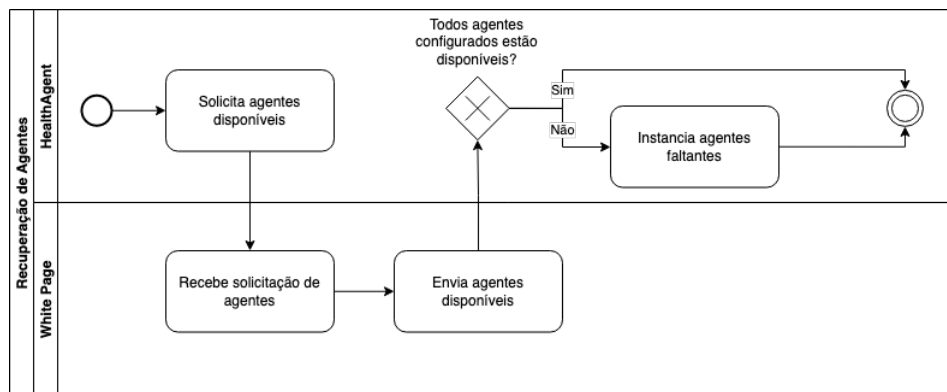 Recuperação de Agentes
HealthAgent
Solicita agentes
disponíveis
Todos agentes
configurados estão
disponíveis?
Sim
Não
Instancia agentes
faltantes
White Page
Recebe solicitação de
agentes
Envia agentes
disponíveis